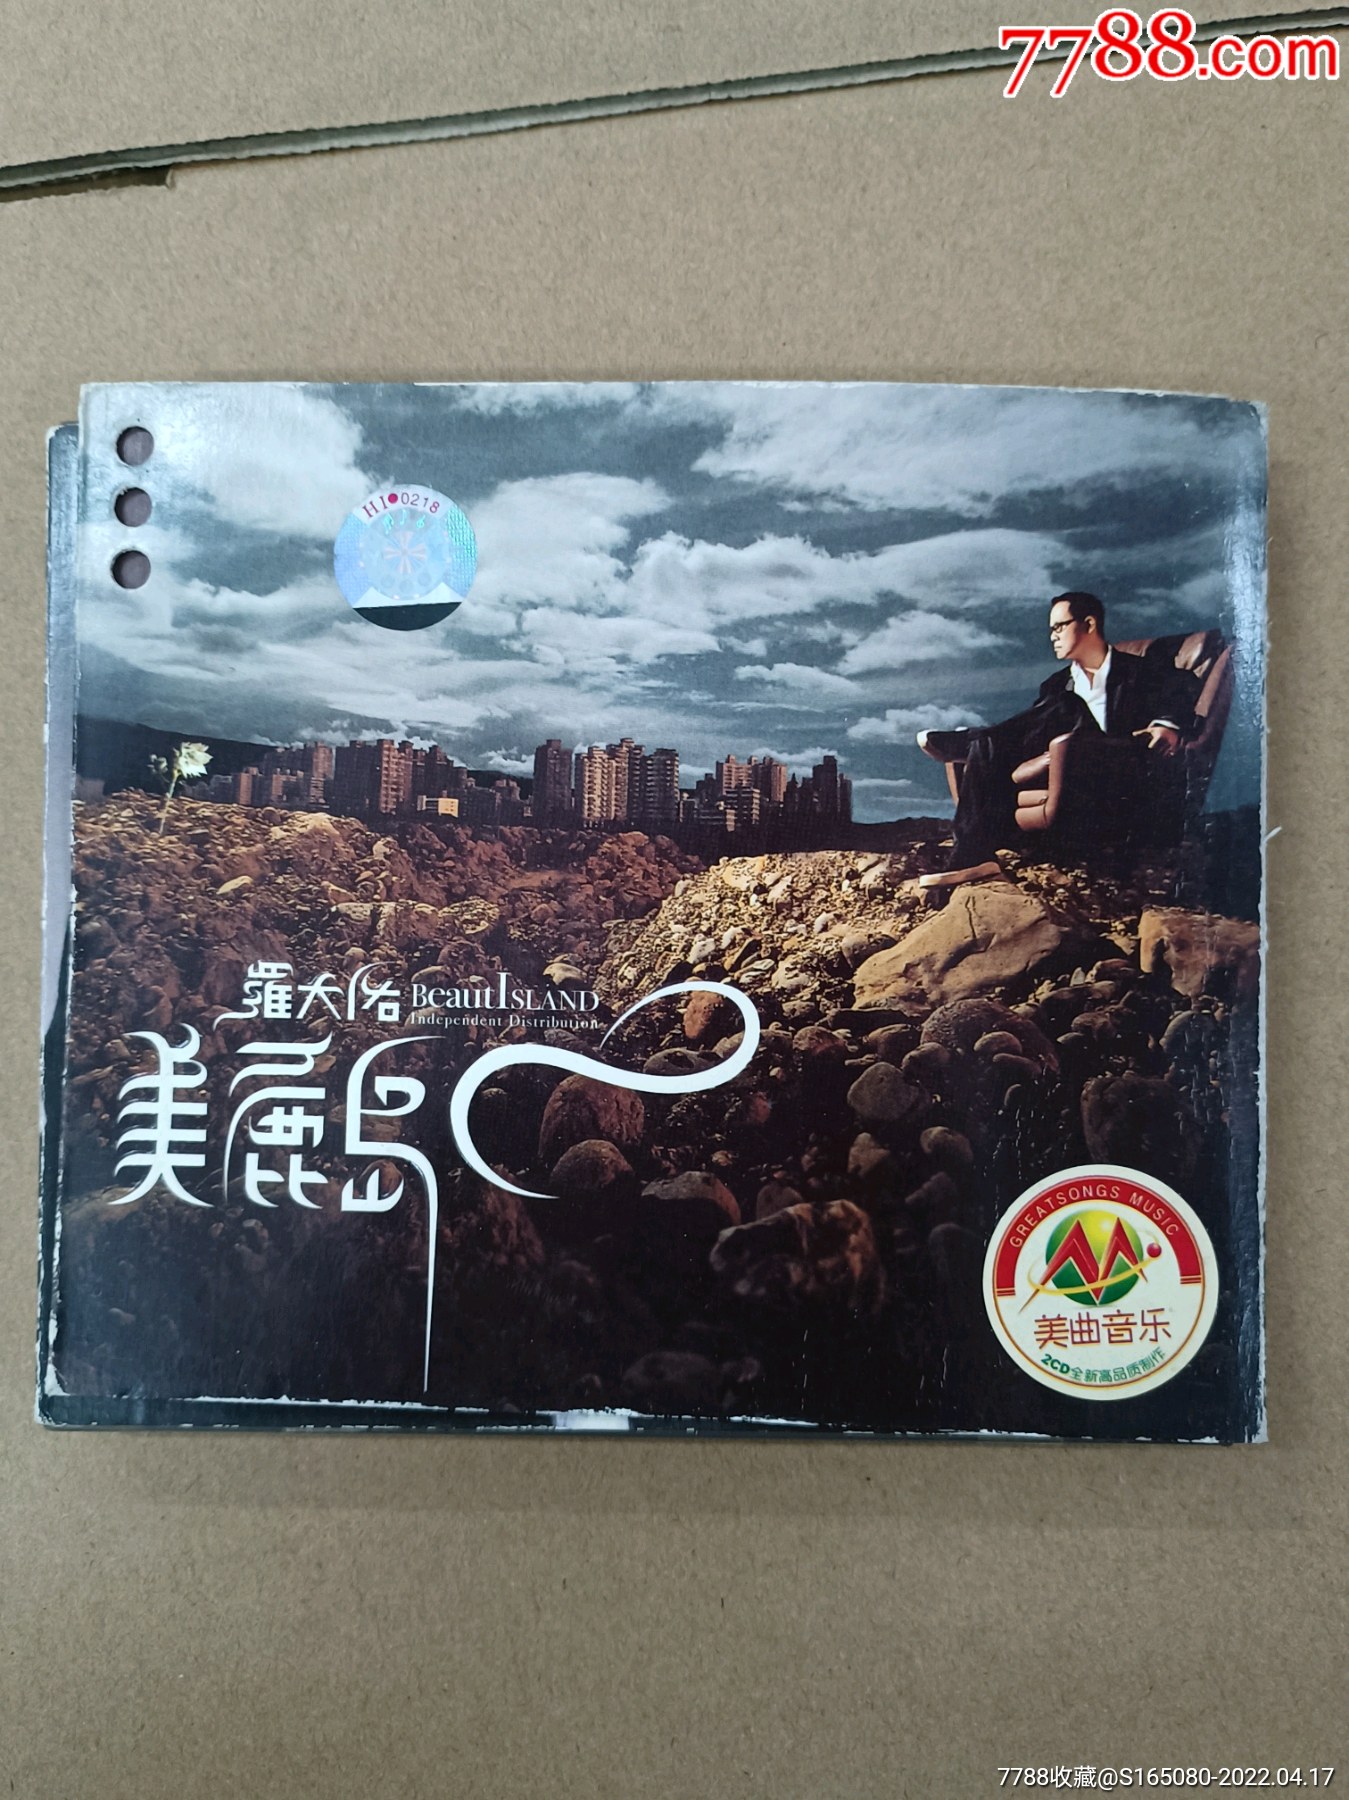 7788.com
HI 0218
羅大佑 BeautIsland
Independent Distribution
美麗島
GREATSONGS MUSIC
美曲音乐
2CD全新高品质制作
7788收藏@S165080-2022.04.17